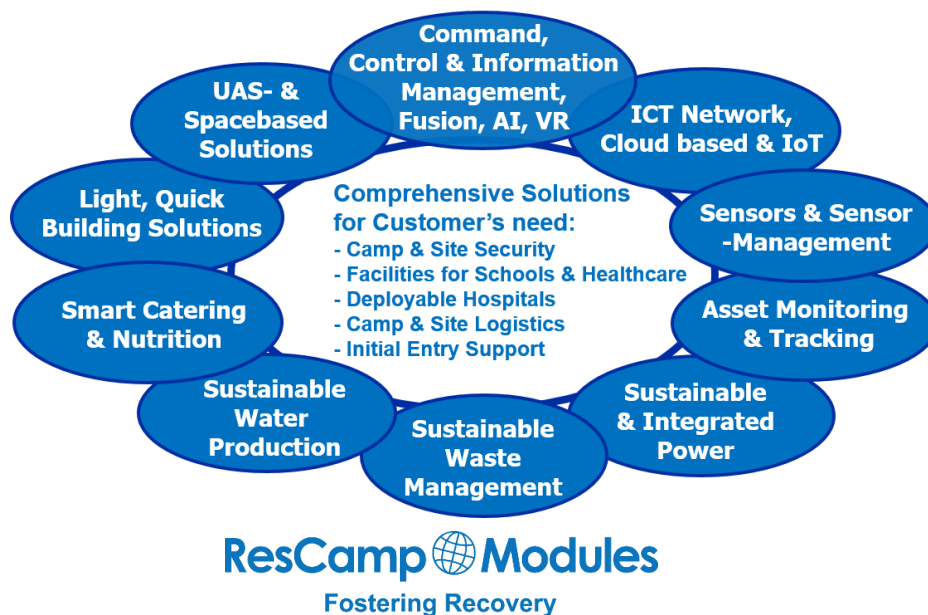 Command,
Control & Information
Management,
Fusion, AI, VR
ICT Network,
Cloud based & IoT
Sensors & Sensor
-Management
Asset Monitoring
& Tracking
Sustainable
& Integrated
Power
Sustainable
Waste
Management
Sustainable
Water
Production
Smart Catering
& Nutrition
Light, Quick
Building Solutions
UAS- &
Spacebased
Solutions
Comprehensive Solutions
for Customer's need:
- Camp & Site Security
- Facilities for Schools & Healthcare
- Deployable Hospitals
- Camp & Site Logistics
- Initial Entry Support
ResCamp Modules
Fostering Recovery